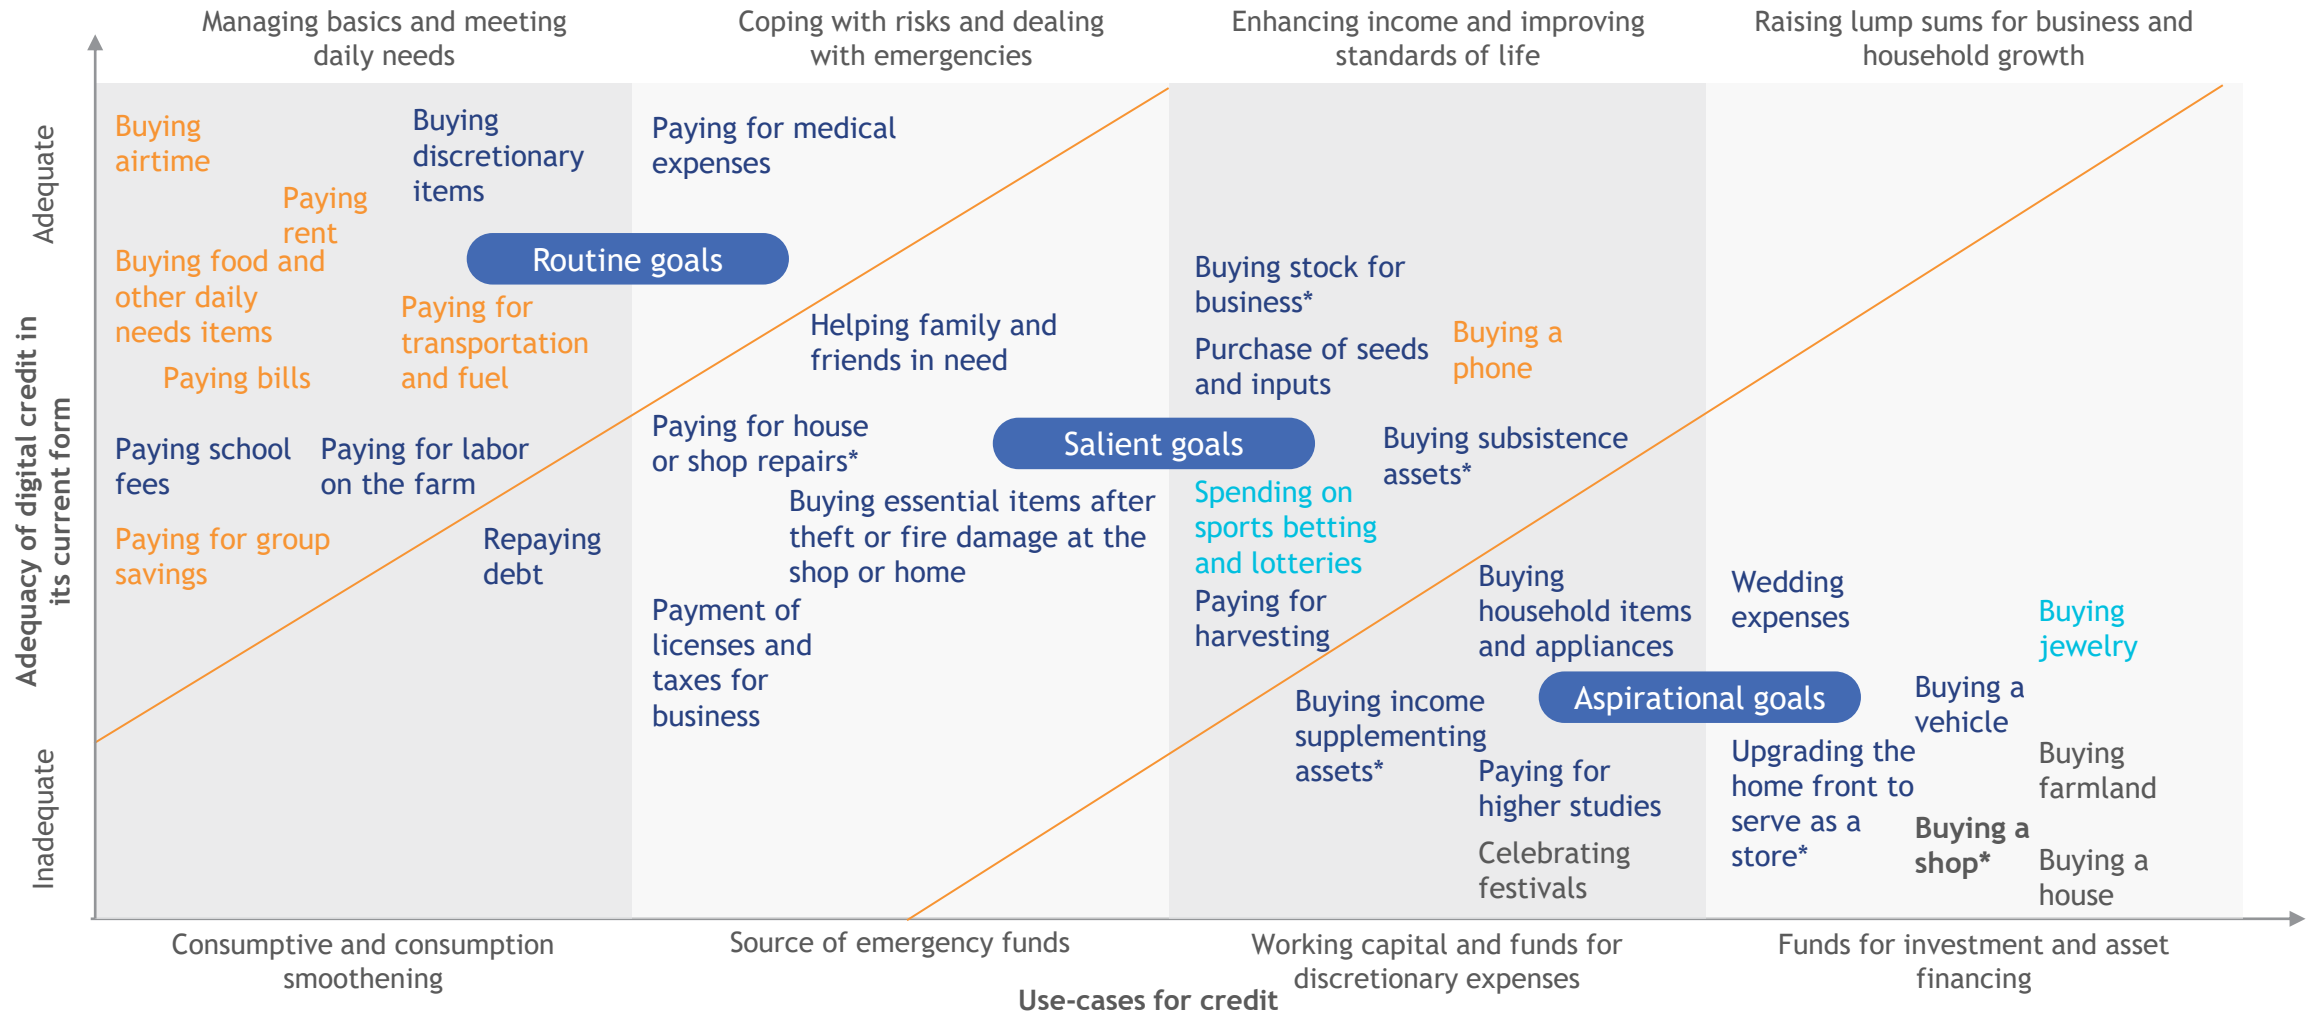 Managing basics and meeting
daily needs
Coping with risks and dealing
with emergencies
Enhancing income and improving
standards of life
Raising lump sums for business and
household growth
Adequate
Adequacy of digital credit in
its current form
Inadequate
Buying
airtime
Buying
discretionary
items
Paying
rent
Buying food and
other daily
needs items
Paying for
transportation
and fuel
Paying bills
Paying school
fees
Paying for labor
on the farm
Paying for group
savings
Repaying
debt
Routine goals
Paying for medical
expenses
Helping family and
friends in need
Paying for house
or shop repairs*
Buying essential items after
theft or fire damage at the
shop or home
Payment of
licenses and
taxes for
business
Salient goals
Buying stock for
business*
Purchase of seeds
and inputs
Buying a
phone
Buying subsistence
assets*
Spending on
sports betting
and lotteries
Paying for
harvesting
Buying
household items
and appliances
Buying income
supplementing
assets*
Paying for
higher studies
Celebrating
festivals
Aspirational goals
Wedding
expenses
Buying
jewelry
Buying a
vehicle
Upgrading the
home front to
serve as a
store*
Buying
farmland
Buying a
shop*
Buying a
house
Consumptive and consumption
smoothening
Source of emergency funds
Working capital and funds for
discretionary expenses
Funds for investment and asset
financing
Use-cases for credit